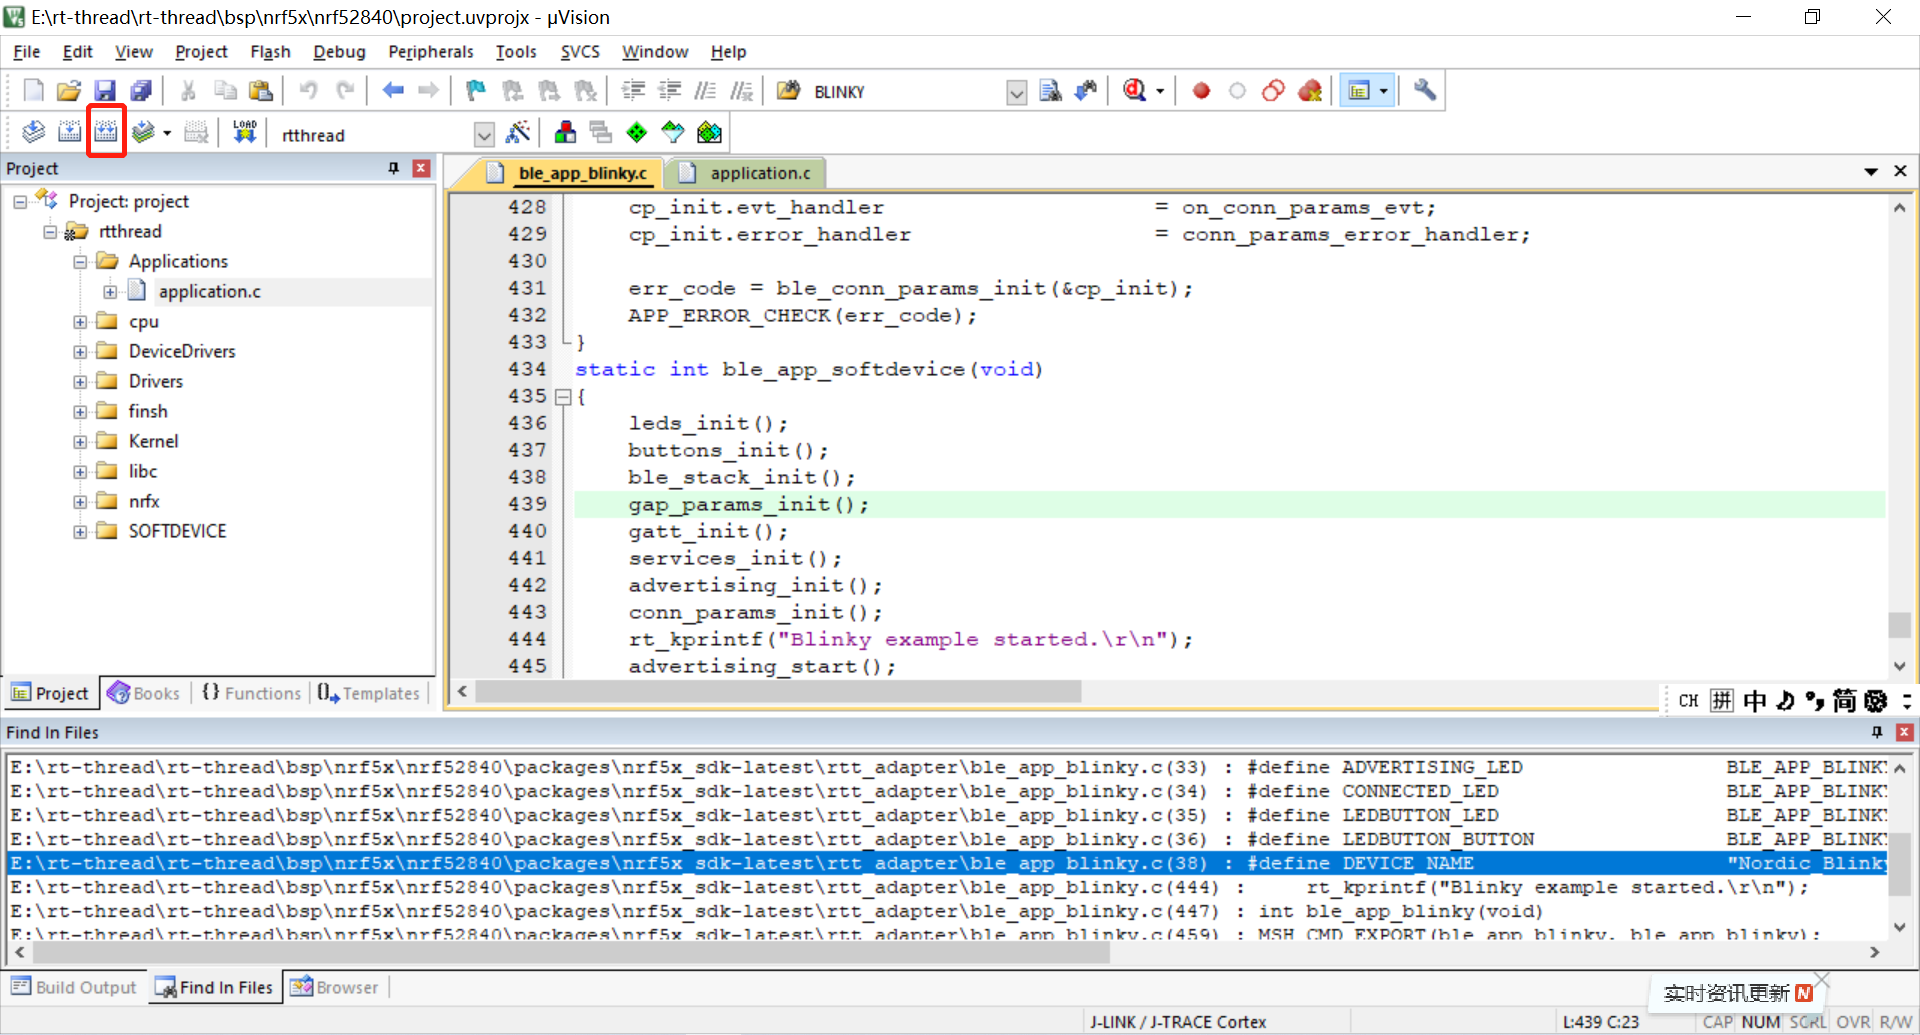 E:\rt-thread\rt-thread\bsp\nrf5x\nrf52840\project.uvprojx - µVision
File Edit View Project Flash Debug Peripherals Tools SVCS Window Help
BLINKY
LOAD rtthread
Project
ble_app_blinky.c application.c
Project: project
rtthread
Applications
application.c
cpu
DeviceDrivers
Drivers
finsh
Kernel
libc
nrfx
SOFTDEVICE
428 cp_init.evt_handler = on_conn_params_evt;
429 cp_init.error_handler = conn_params_error_handler;
430
431 err_code = ble_conn_params_init(&cp_init);
432 APP_ERROR_CHECK(err_code);
433 }
434 static int ble_app_softdevice(void)
435 {
436 leds_init();
437 buttons_init();
438 ble_stack_init();
439 gap_params_init();
440 gatt_init();
441 services_init();
442 advertising_init();
443 conn_params_init();
444 rt_kprintf("Blinky example started.\r\n");
445 advertising_start();
Project Books {} Functions Templates
CH 拼 中 简
Find In Files
E:\rt-thread\rt-thread\bsp\nrf5x\nrf52840\packages\nrf5x_sdk-latest\rtt_adapter\ble_app_blinky.c(33) : #define ADVERTISING_LED BLE_APP_BLINKY
E:\rt-thread\rt-thread\bsp\nrf5x\nrf52840\packages\nrf5x_sdk-latest\rtt_adapter\ble_app_blinky.c(34) : #define CONNECTED_LED BLE_APP_BLINKY
E:\rt-thread\rt-thread\bsp\nrf5x\nrf52840\packages\nrf5x_sdk-latest\rtt_adapter\ble_app_blinky.c(35) : #define LEDBUTTON_LED BLE_APP_BLINKY
E:\rt-thread\rt-thread\bsp\nrf5x\nrf52840\packages\nrf5x_sdk-latest\rtt_adapter\ble_app_blinky.c(36) : #define LEDBUTTON_BUTTON BLE_APP_BLINKY
E:\rt-thread\rt-thread\bsp\nrf5x\nrf52840\packages\nrf5x_sdk-latest\rtt_adapter\ble_app_blinky.c(38) : #define DEVICE_NAME "Nordic_Blinky
E:\rt-thread\rt-thread\bsp\nrf5x\nrf52840\packages\nrf5x_sdk-latest\rtt_adapter\ble_app_blinky.c(444) : rt_kprintf("Blinky example started.\r\n");
E:\rt-thread\rt-thread\bsp\nrf5x\nrf52840\packages\nrf5x_sdk-latest\rtt_adapter\ble_app_blinky.c(447) : int ble_app_blinky(void)
E:\rt-thread\rt-thread\bsp\nrf5x\nrf52840\packages\nrf5x_sdk-latest\rtt_adapter\ble_app_blinky.c(459) : MSH_CMD_EXPORT(ble_app_blinky, ble_app_blinky);
Build Output Find In Files Browser
实时资讯更新 N
J-LINK / J-TRACE Cortex L:439 C:23 CAP NUM SCRL OVR R/W